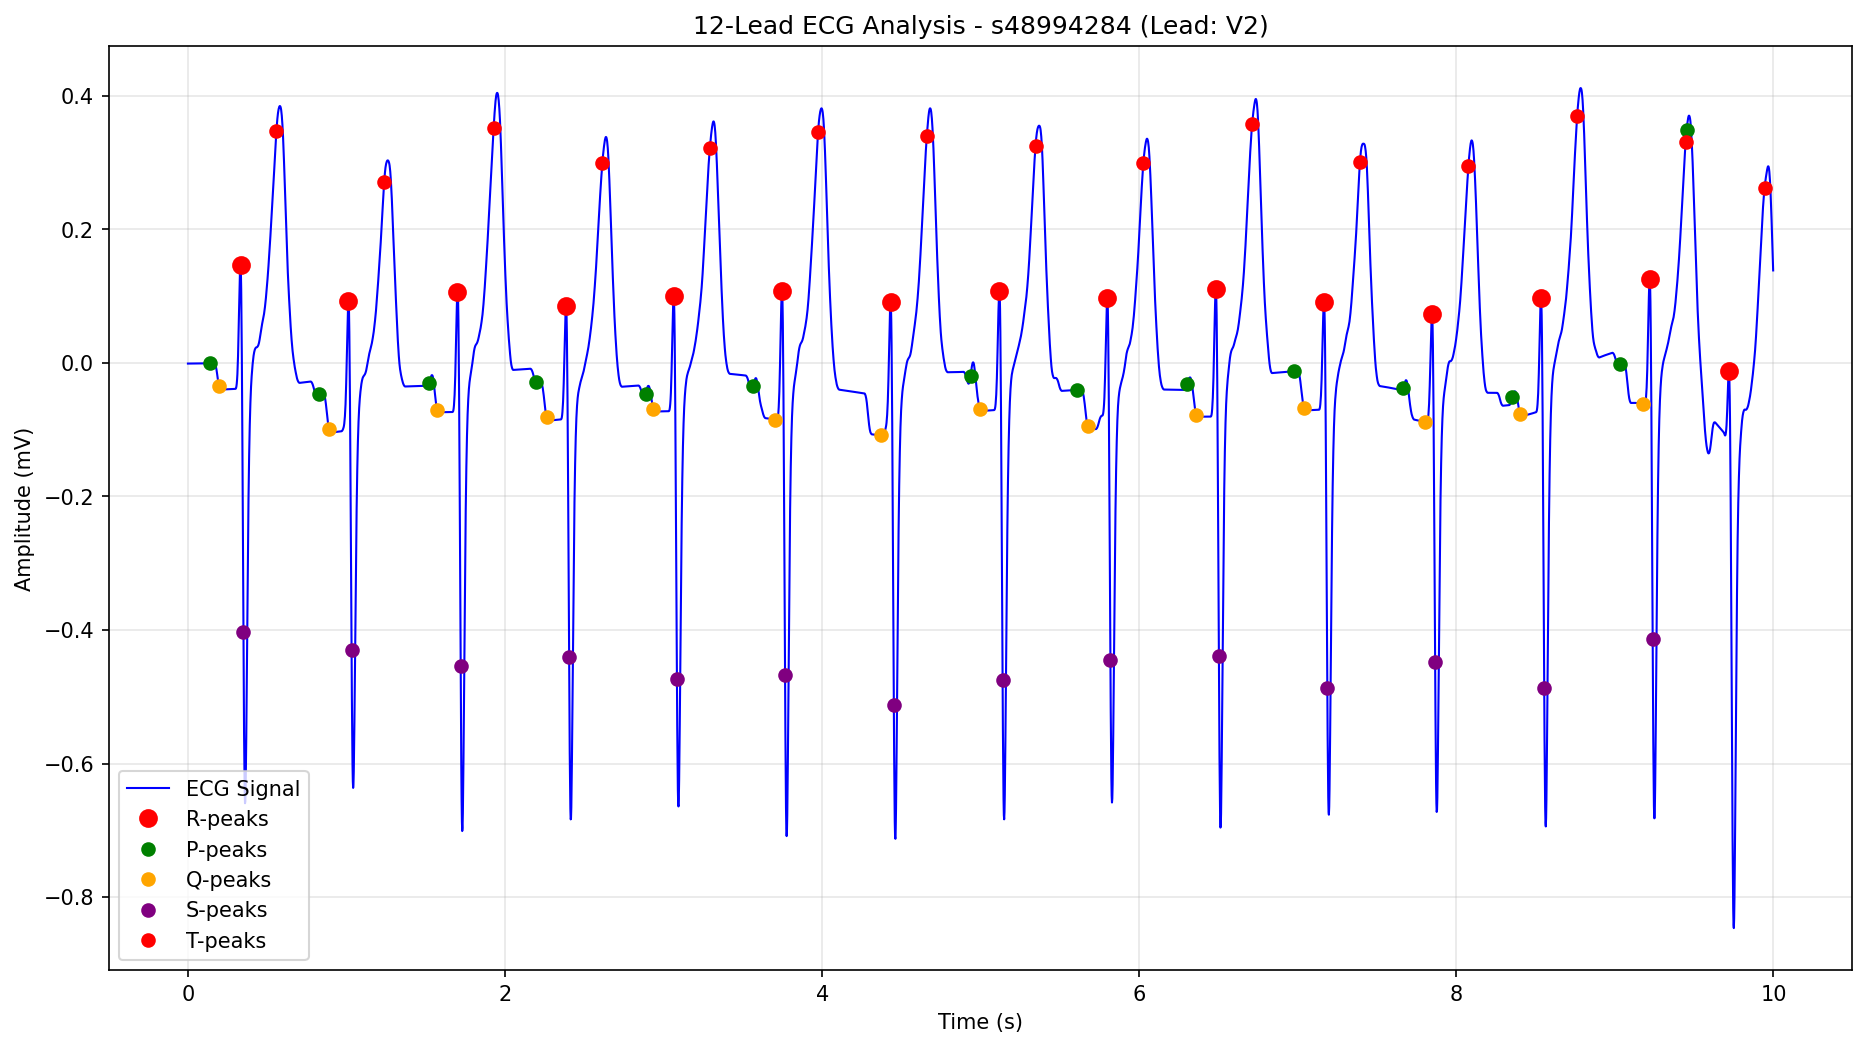 12-Lead ECG Analysis - s48994284 (Lead: V2)
Amplitude (mV)
0.4
0.2
0.0
−0.2
−0.4
−0.6
−0.8
ECG Signal
R-peaks
P-peaks
Q-peaks
S-peaks
T-peaks
0 2 4 6 8 10
Time (s)